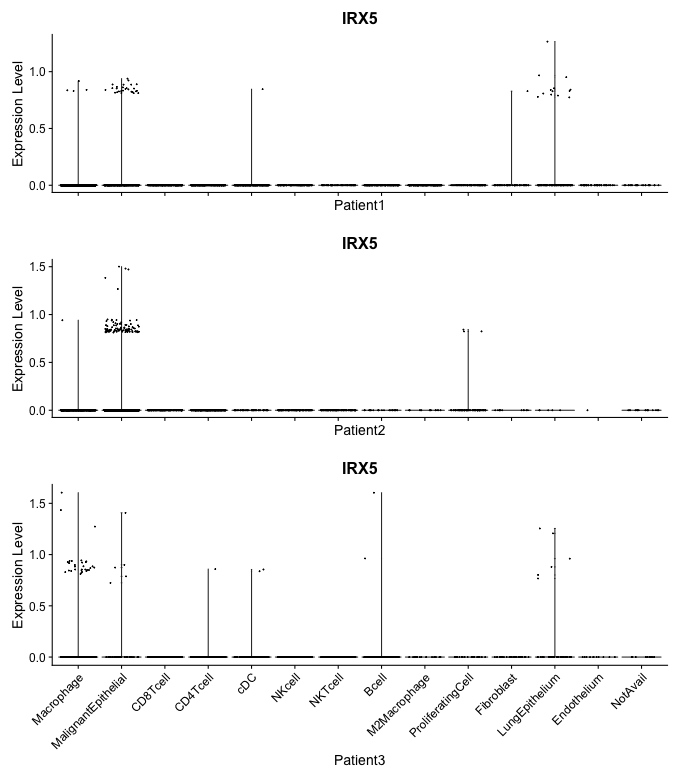 IRX5
Expression Level
1.0
0.5
0.0
Patient1
IRX5
Expression Level
1.5
1.0
0.5
0.0
Patient2
IRX5
Expression Level
1.5
1.0
0.5
0.0
Macrophage
MalignantEpithelial
CD8Tcell
CD4Tcell
cDC
NKcell
NKTcell
Bcell
M2Macrophage
ProliferatingCell
Fibroblast
LungEpithelium
Endothelium
NotAvail
Patient3